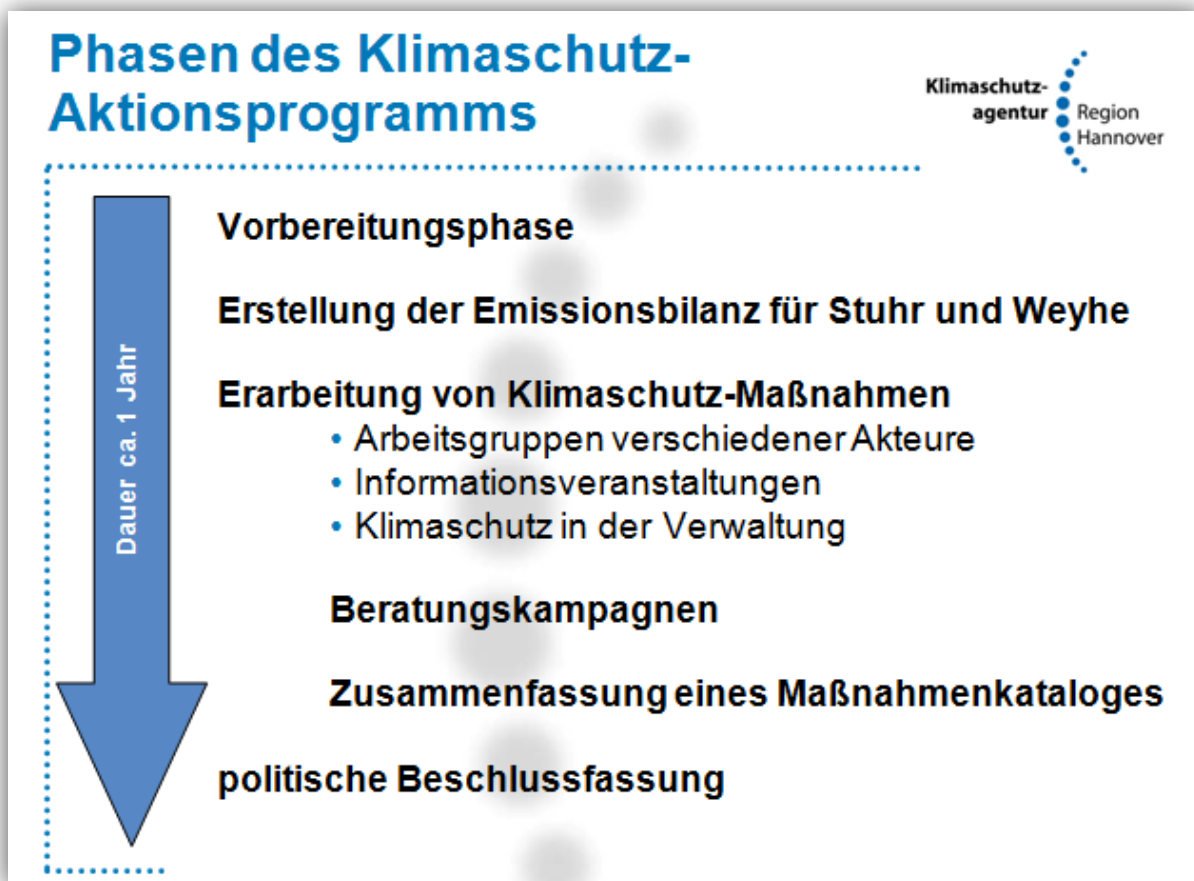 Phasen des Klimaschutz-
Aktionsprogramms
Klimaschutz-
agentur
Region
Hannover
Dauer ca. 1 Jahr
Vorbereitungsphase
Erstellung der Emissionsbilanz für Stuhr und Weyhe
Erarbeitung von Klimaschutz-Maßnahmen
• Arbeitsgruppen verschiedener Akteure
• Informationsveranstaltungen
• Klimaschutz in der Verwaltung
Beratungskampagnen
Zusammenfassung eines Maßnahmenkataloges
politische Beschlussfassung